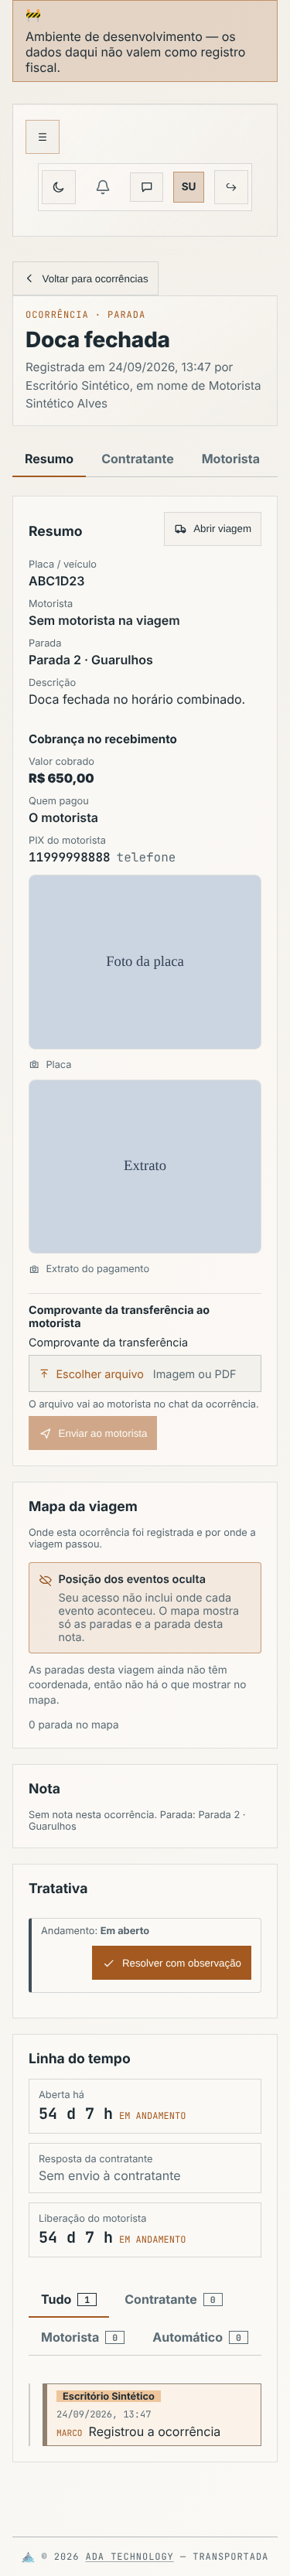 Ambiente de desenvolvimento — os
dados daqui não valem como registro
fiscal.
SU
Voltar para ocorrências
OCORRÊNCIA · PARADA
Doca fechada
Registrada em 24/09/2026, 13:47 por
Escritório Sintético, em nome de Motorista
Sintético Alves
Resumo Contratante Motorista
Resumo
Abrir viagem
Placa / veículo
ABC1D23
Motorista
Sem motorista na viagem
Parada
Parada 2 · Guarulhos
Descrição
Doca fechada no horário combinado.
Cobrança no recebimento
Valor cobrado
R$ 650,00
Quem pagou
O motorista
PIX do motorista
11999998888 telefone
Foto da placa
Placa
Extrato
Extrato do pagamento
Comprovante da transferência ao
motorista
Comprovante da transferência
Escolher arquivo Imagem ou PDF
O arquivo vai ao motorista no chat da ocorrência.
Enviar ao motorista
Mapa da viagem
Onde esta ocorrência foi registrada e por onde a
viagem passou.
Posição dos eventos oculta
Seu acesso não inclui onde cada
evento aconteceu. O mapa mostra
só as paradas e a parada desta
nota.
As paradas desta viagem ainda não têm
coordenada, então não há o que mostrar no
mapa.
0 parada no mapa
Nota
Sem nota nesta ocorrência. Parada: Parada 2 ·
Guarulhos
Tratativa
Andamento: Em aberto
Resolver com observação
Linha do tempo
Aberta há
54 d 7 h EM ANDAMENTO
Resposta da contratante
Sem envio à contratante
Liberação do motorista
54 d 7 h EM ANDAMENTO
Tudo 1 Contratante 0
Motorista 0 Automático 0
Escritório Sintético
24/09/2026, 13:47
MARCO Registrou a ocorrência
© 2026 ADA TECHNOLOGY — TRANSPORTADA